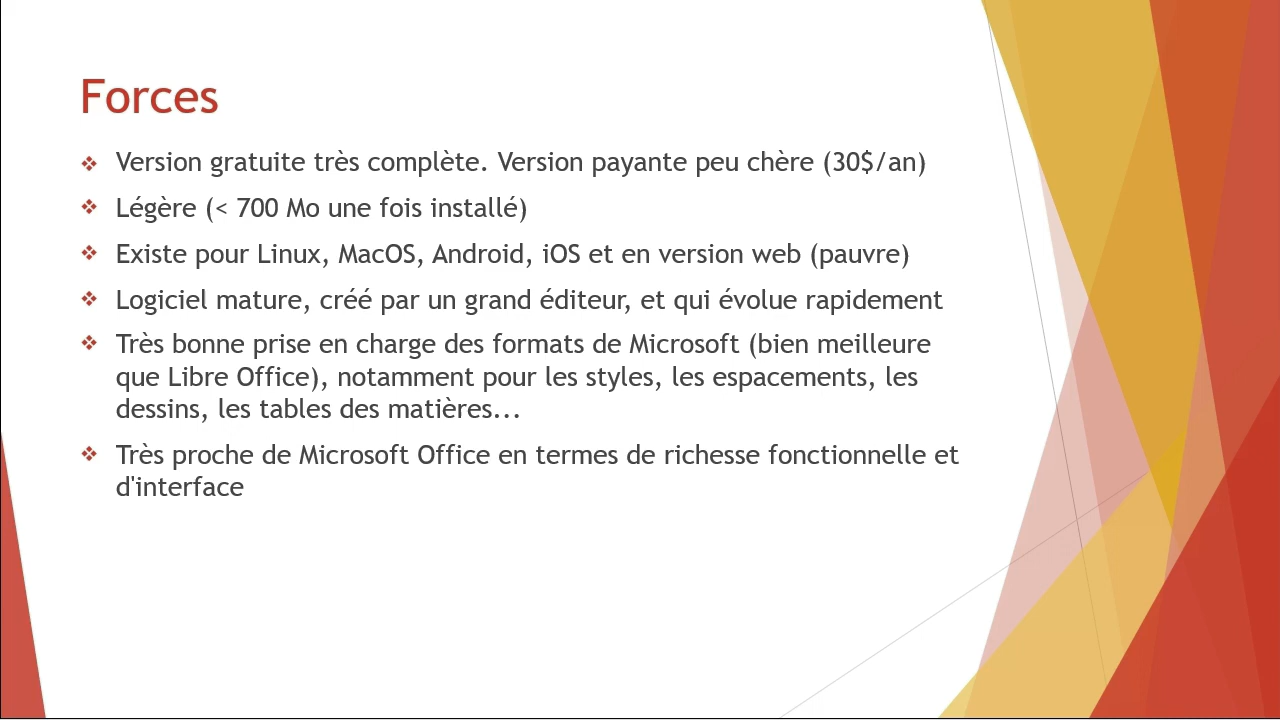 Forces
Version gratuite très complète. Version payante peu chère (30$/an)
Légère (< 700 Mo une fois installé)
Existe pour Linux, MacOS, Android, iOS et en version web (pauvre)
Logiciel mature, créé par un grand éditeur, et qui évolue rapidement
Très bonne prise en charge des formats de Microsoft (bien meilleure
que Libre Office), notamment pour les styles, les espacements, les
dessins, les tables des matières...
Très proche de Microsoft Office en termes de richesse fonctionnelle et
d'interface